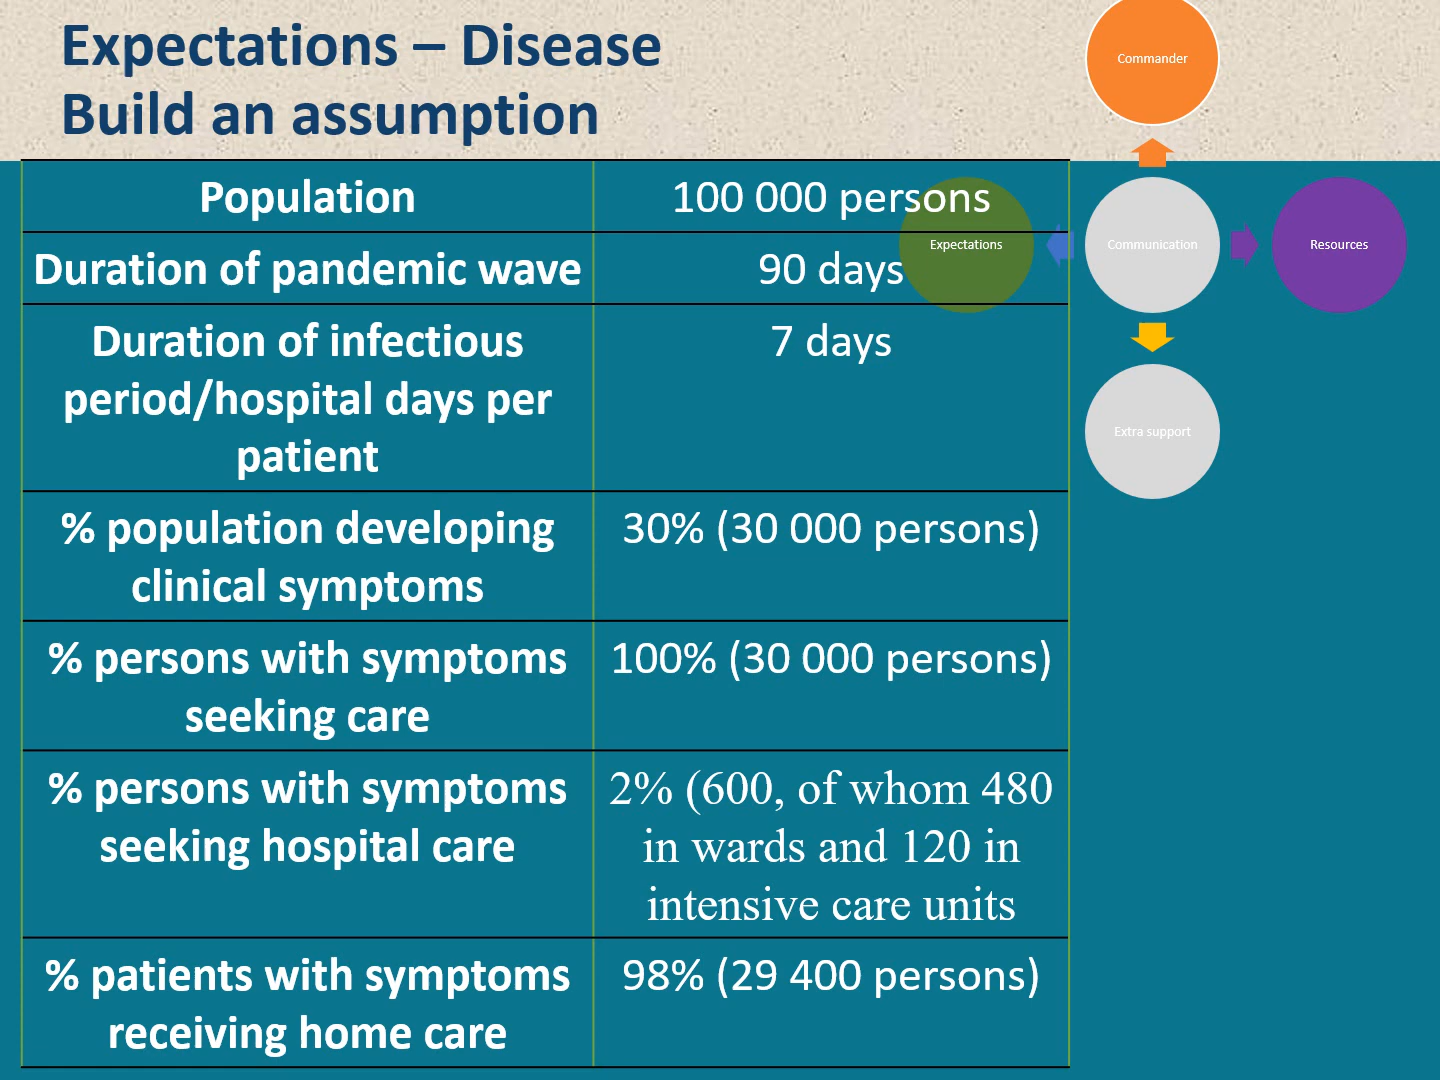 Expectations – Disease
Build an assumption
Commander
Population
100 000 persons
Duration of pandemic wave
90 days
Expectations
Communication
Resources
Duration of infectious
period/hospital days per
patient
7 days
Extra support
% population developing
clinical symptoms
30% (30 000 persons)
% persons with symptoms
seeking care
100% (30 000 persons)
% persons with symptoms
seeking hospital care
2% (600, of whom 480
in wards and 120 in
intensive care units
% patients with symptoms
receiving home care
98% (29 400 persons)